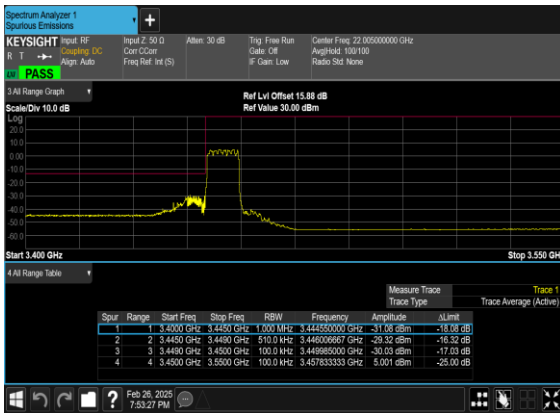 Spectrum Analyzer 1
Spurious Emissions
+
KEYSIGHT Input: RF Input Z: 50 Ω Atten: 30 dB Trig: Free Run Center Freq: 22.005000000 GHz
R T Coupling: DC Corr CCorr Gate: Off Avg|Hold: 100/100
Align: Auto Freq Ref: Int (S) IF Gain: Low Radio Std: None
PASS
3 All Range Graph
Ref Lvl Offset 15.88 dB
Scale/Div 10.0 dB Ref Value 30.00 dBm
Log
20.0
10.0
0.00
-10.0
-20.0
-30.0
-40.0
-50.0
-60.0
Start 3.400 GHz Stop 3.550 GH
4 All Range Table
Measure Trace Trace 1
Trace Type Trace Average (Active)
Spur Range Start Freq Stop Freq RBW Frequency Amplitude ΔLimit
1 1 3.4000 GHz 3.4450 GHz 1.000 MHz 3.444550000 GHz -31.08 dBm -18.08 dB
2 2 3.4450 GHz 3.4490 GHz 510.0 kHz 3.446006667 GHz -29.32 dBm -16.32 dB
3 3 3.4490 GHz 3.4500 GHz 100.0 kHz 3.449985000 GHz -30.03 dBm -17.03 dB
4 4 3.4500 GHz 3.5500 GHz 100.0 kHz 3.457833333 GHz 5.001 dBm -25.00 dB
? Feb 26, 2025
7:53:27 PM